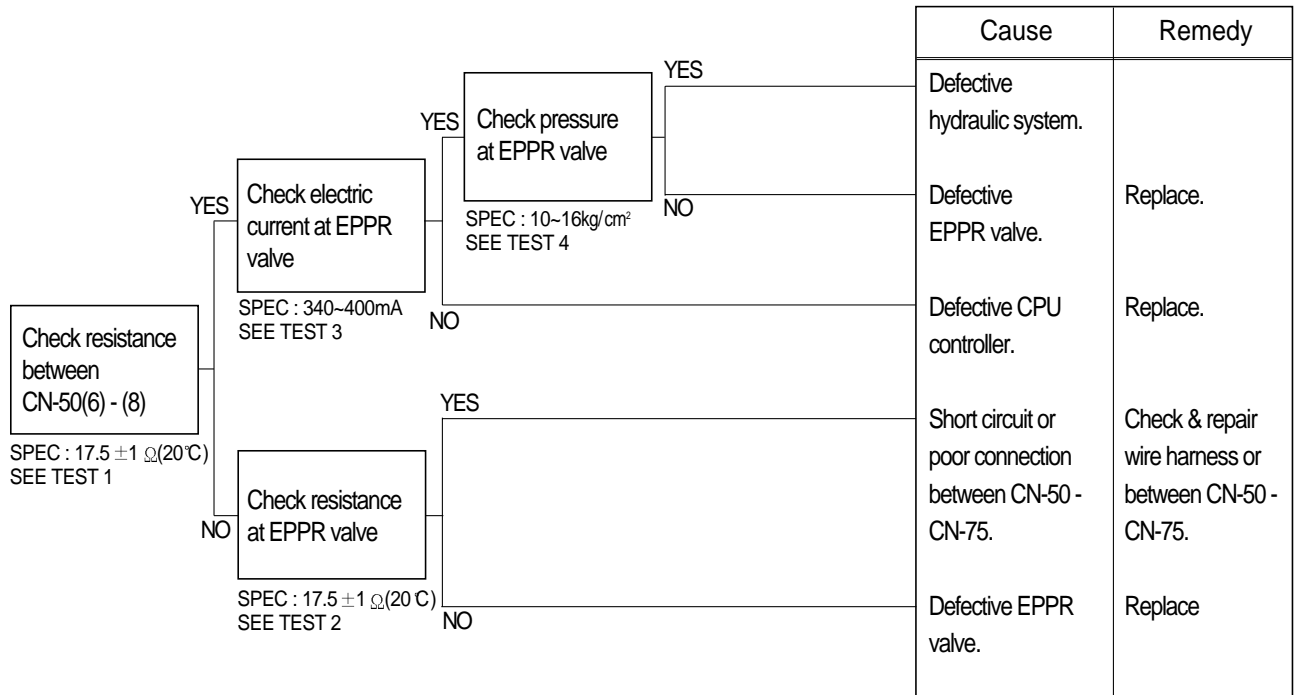 Cause Remedy
YES
Defective
hydraulic system.
YES
Check pressure
at EPPR valve
NO
SPEC : 10~16kg/cm²
SEE TEST 4
Defective
EPPR valve.
Replace.
YES
Check electric
current at EPPR
valve
SPEC : 340~400mA
SEE TEST 3
NO
Defective CPU
controller.
Replace.
Check resistance
between
CN-50(6) - (8)
SPEC : 17.5 ±1 Ω(20℃)
SEE TEST 1
YES
Short circuit or
poor connection
between CN-50 -
CN-75.
Check & repair
wire harness or
between CN-50 -
CN-75.
NO
Check resistance
at EPPR valve
SPEC : 17.5 ±1 Ω(20℃)
SEE TEST 2
NO
Defective EPPR
valve.
Replace